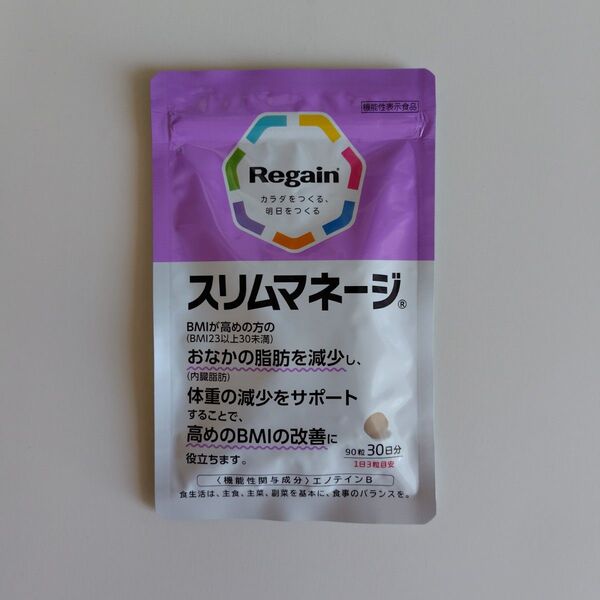 機能性表示食品
Regain®
カラダをつくる、
明日をつくる
スリムマネージ®
BMIが高めの方の
(BMI23以上30未満)
おなかの脂肪を減少し、
(内臓脂肪)
体重の減少をサポート
することで、
高めのBMIの改善に
役立ちます。
90粒 30日分
1日3粒目安
〈機能性関与成分〉エノテインB
食生活は、主食、主菜、副菜を基本に、食事のバランスを。